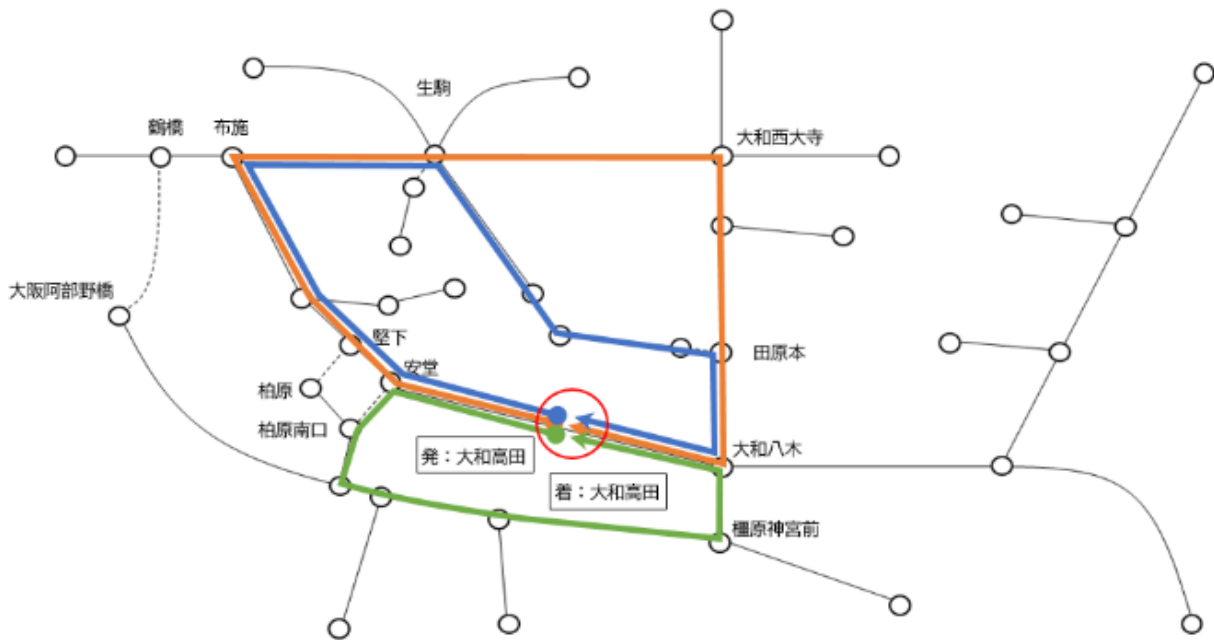 生駒
鶴橋
布施
大和西大寺
大阪阿部野橋
堅下
田原本
安堂
柏原
柏原南口
発：大和高田
大和八木
着：大和高田
橿原神宮前